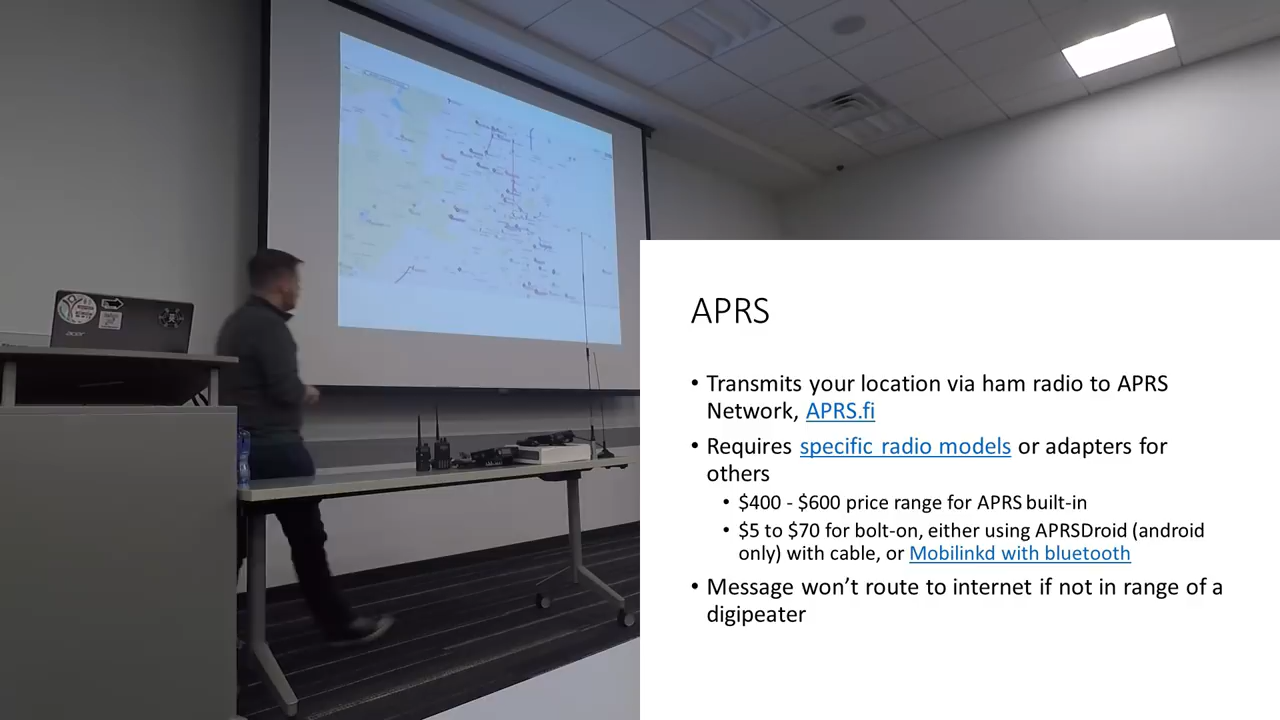 acer
APRS
• Transmits your location via ham radio to APRS
Network, APRS.fi
• Requires specific radio models or adapters for
others
• $400 - $600 price range for APRS built-in
• $5 to $70 for bolt-on, either using APRSDroid (android
only) with cable, or Mobilinkd with bluetooth
• Message won’t route to internet if not in range of a
digipeater